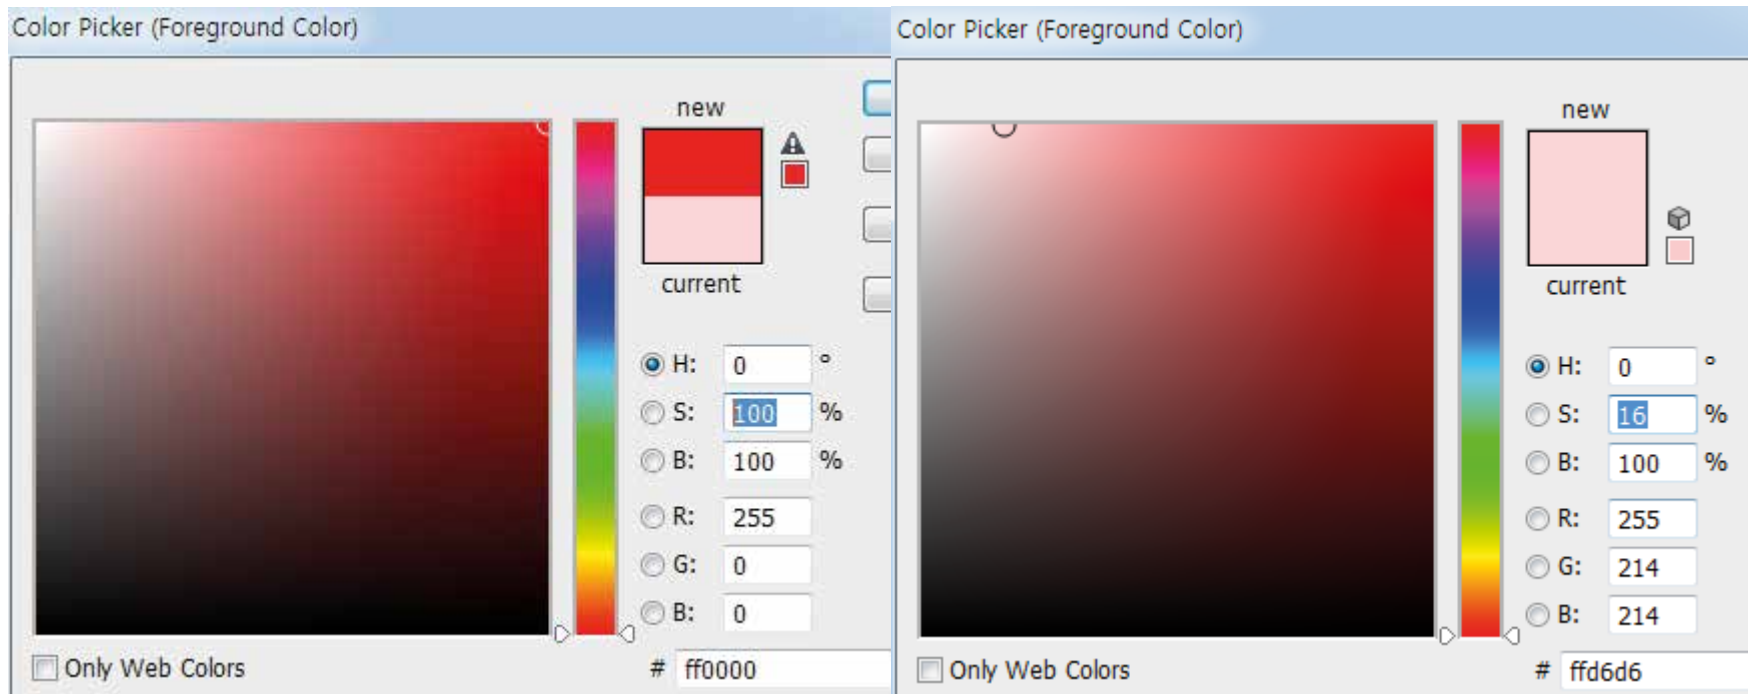 Color Picker (Foreground Color)
new
current
H: 0 °
S: 100 %
B: 100 %
R: 255
G: 0
B: 0
Only Web Colors
# ff0000
Color Picker (Foreground Color)
new
current
H: 0 °
S: 16 %
B: 100 %
R: 255
G: 214
B: 214
Only Web Colors
# ffd6d6